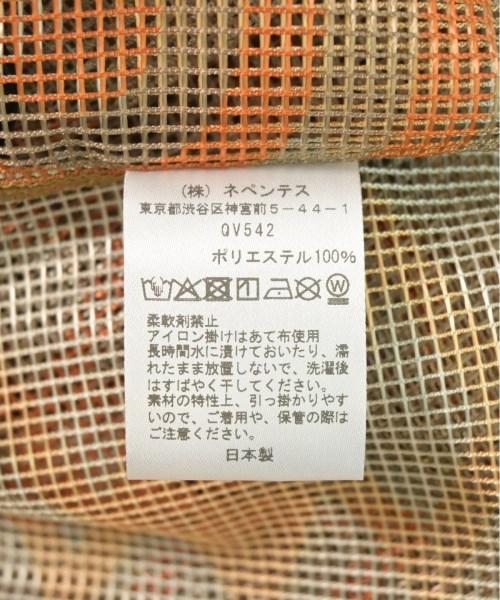 (株) ネペンテス
東京都渋谷区神宮前5－44－1
QV542
ポリエステル100%
柔軟剤禁止
アイロン掛けはあて布使用
長時間水に漬けておいたり、濡
れたまま放置しないで、洗濯後
はすばやく干してください。
素材の特性上、引っ掛かりやす
いので、ご着用や、保管の際は
ご注意ください。
日本製